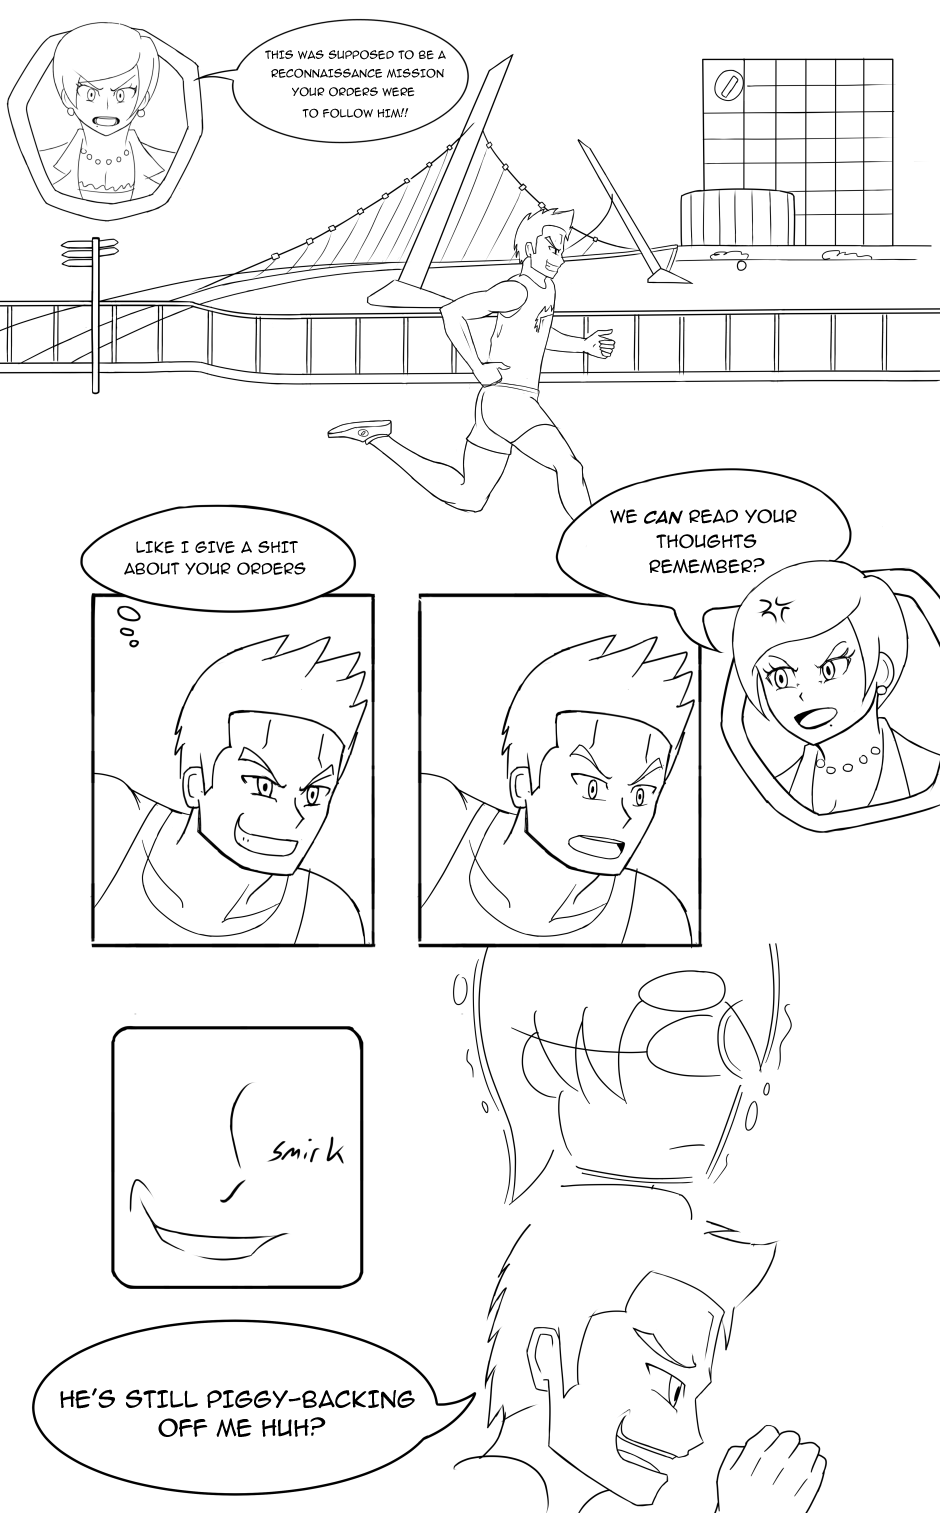 THIS WAS SUPPOSED TO BE A
RECONNAISSANCE MISSION
YOUR ORDERS WERE
TO FOLLOW HIM!!
LIKE I GIVE A SHIT
ABOUT YOUR ORDERS
WE CAN READ YOUR
THOUGHTS
REMEMBER?
smirk
HE'S STILL PIGGY-BACKING
OFF ME HUH?